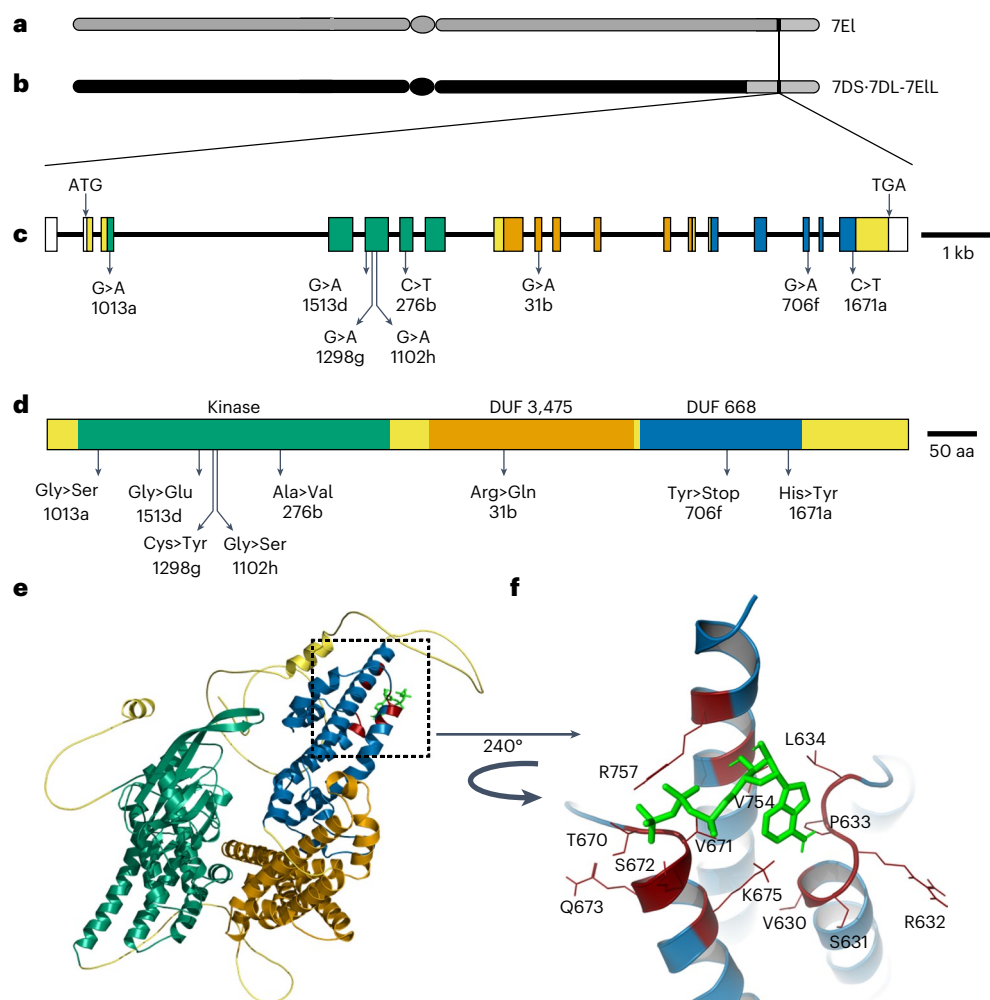 a
7El
b
7DS·7DL-7ElL
ATG
TGA
c
1 kb
G>A
1013a
G>A
1513d
C>T
276b
G>A
31b
G>A
706f
C>T
1671a
G>A
1298g
G>A
1102h
d
Kinase
DUF 3,475
DUF 668
50 aa
Gly>Ser
1013a
Gly>Glu
1513d
Ala>Val
276b
Arg>Gln
31b
Tyr>Stop
706f
His>Tyr
1671a
Cys>Tyr
1298g
Gly>Ser
1102h
e
f
240°
L634
R757
V754
P633
T670
V671
S672
K675
Q673
V630
R632
S631